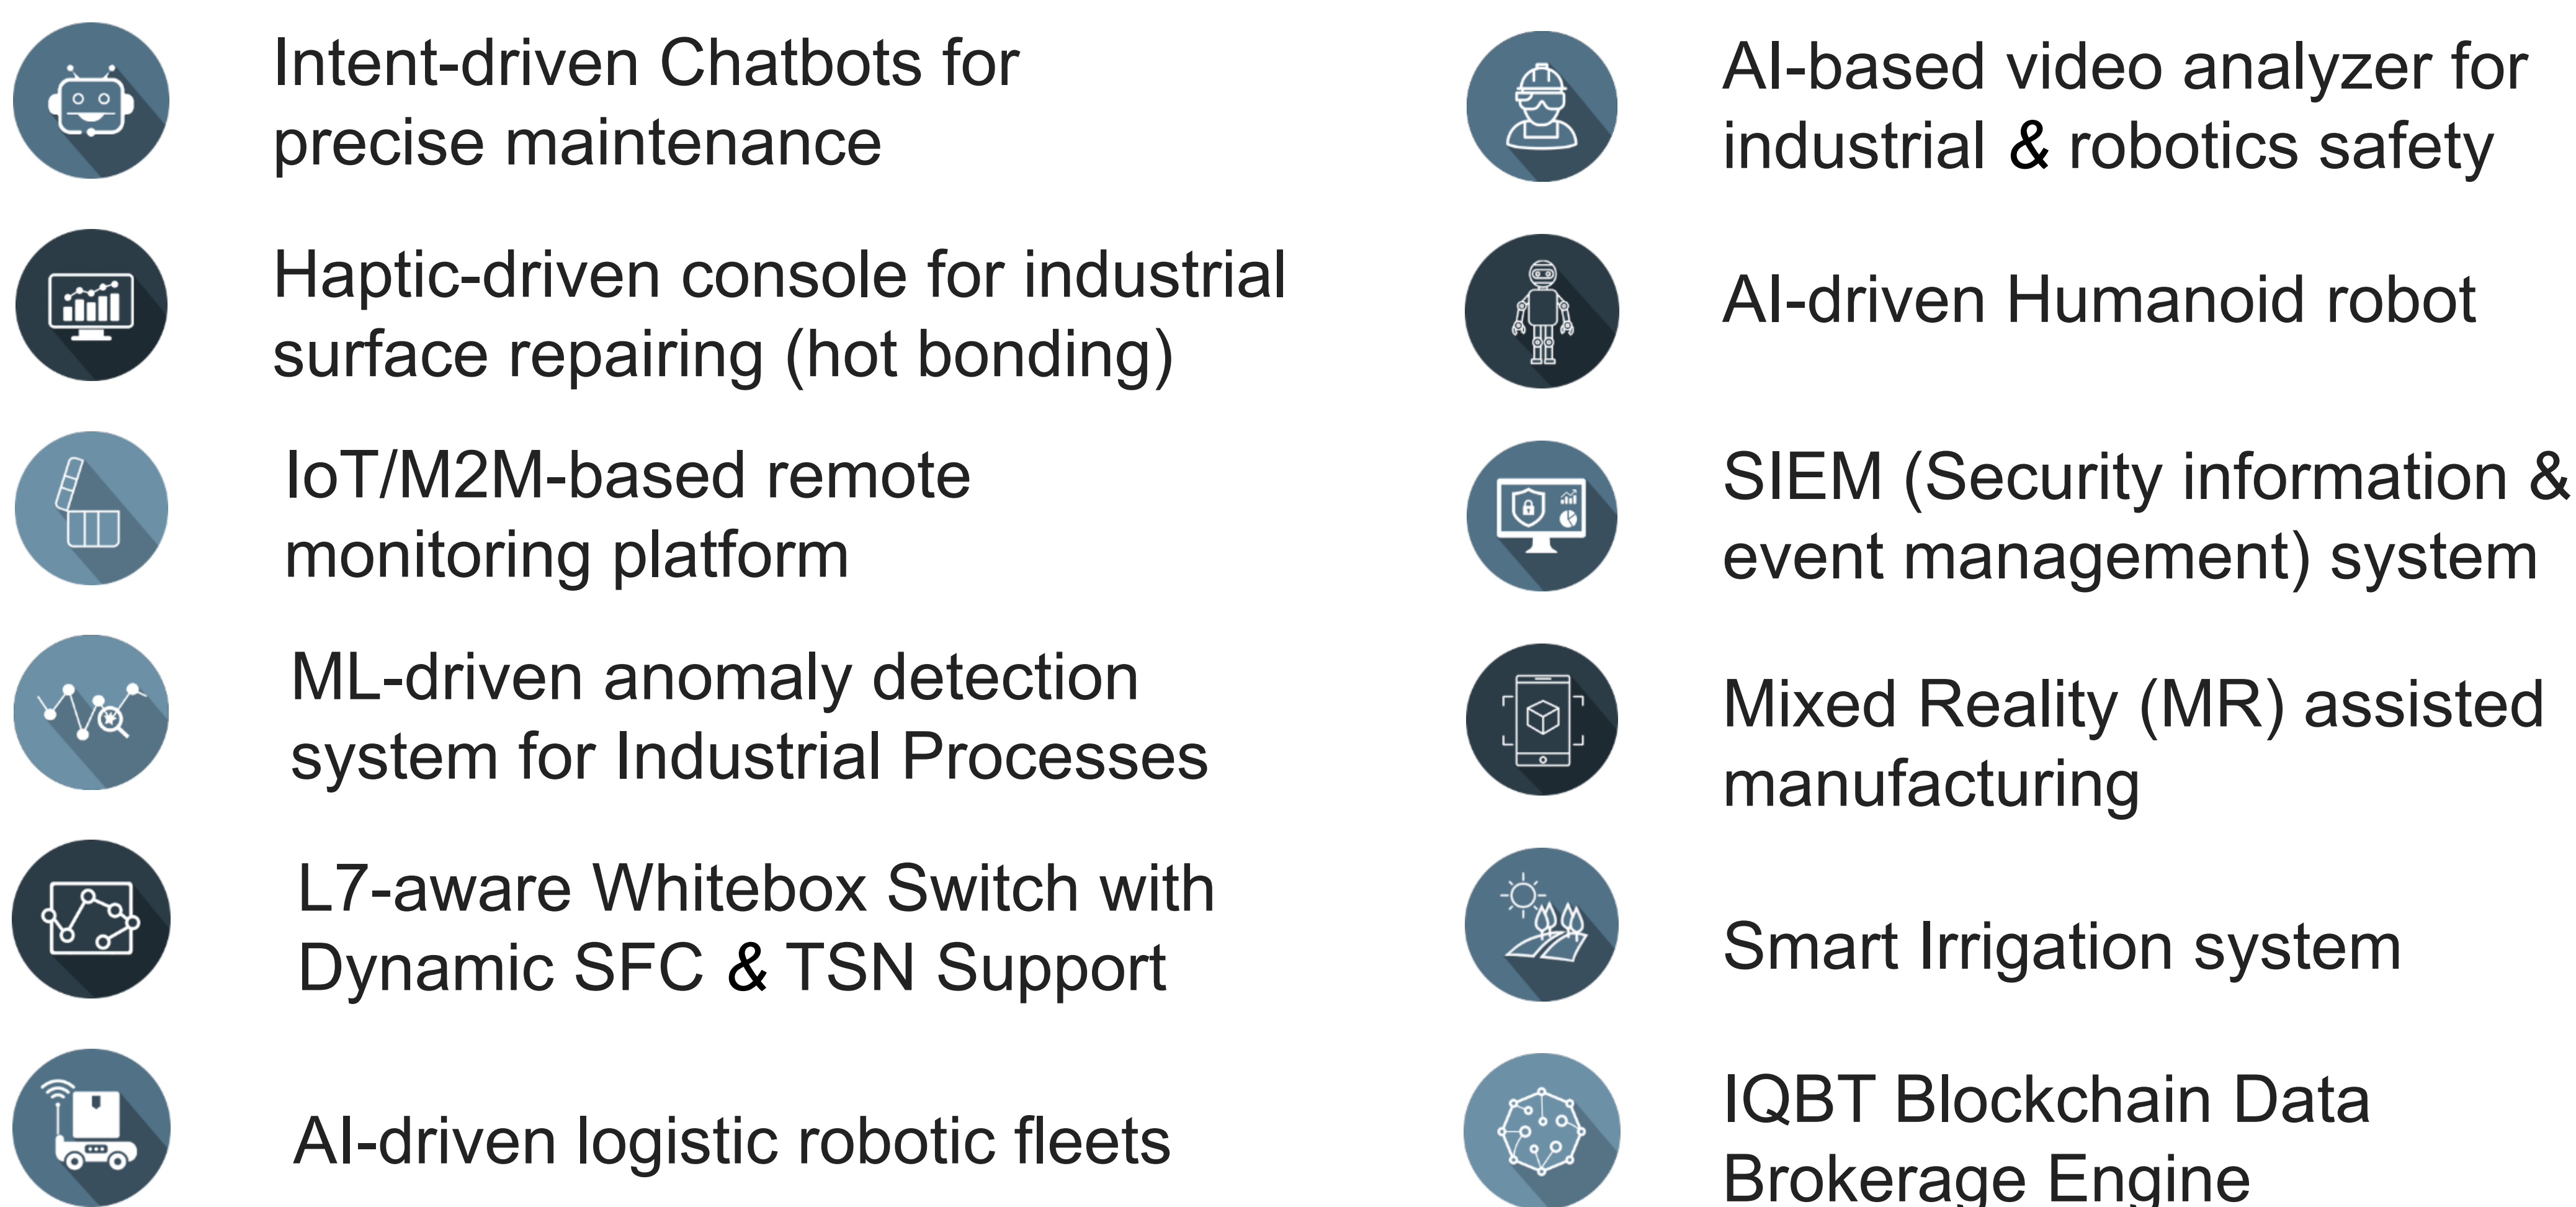 Intent-driven Chatbots for
precise maintenance
Haptic-driven console for industrial
surface repairing (hot bonding)
IoT/M2M-based remote
monitoring platform
ML-driven anomaly detection
system for Industrial Processes
L7-aware Whitebox Switch with
Dynamic SFC & TSN Support
AI-driven logistic robotic fleets
AI-based video analyzer for
industrial & robotics safety
AI-driven Humanoid robot
SIEM (Security information &
event management) system
Mixed Reality (MR) assisted
manufacturing
Smart Irrigation system
IQBT Blockchain Data
Brokerage Engine